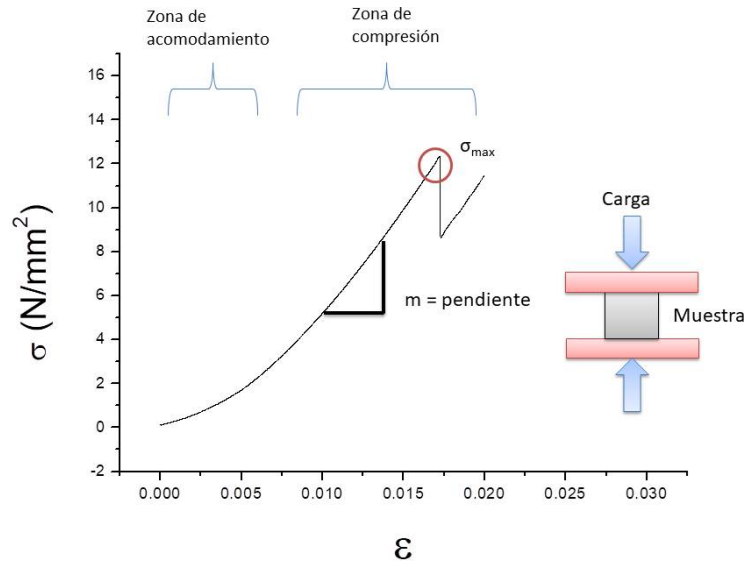 Zona de
acomodamiento
Zona de
compresión
16
14
12
10
8
6
4
2
0
-2
σ (N/mm²)
σmax
m = pendiente
Carga
Muestra
0.000 0.005 0.010 0.015 0.020 0.025 0.030
ε